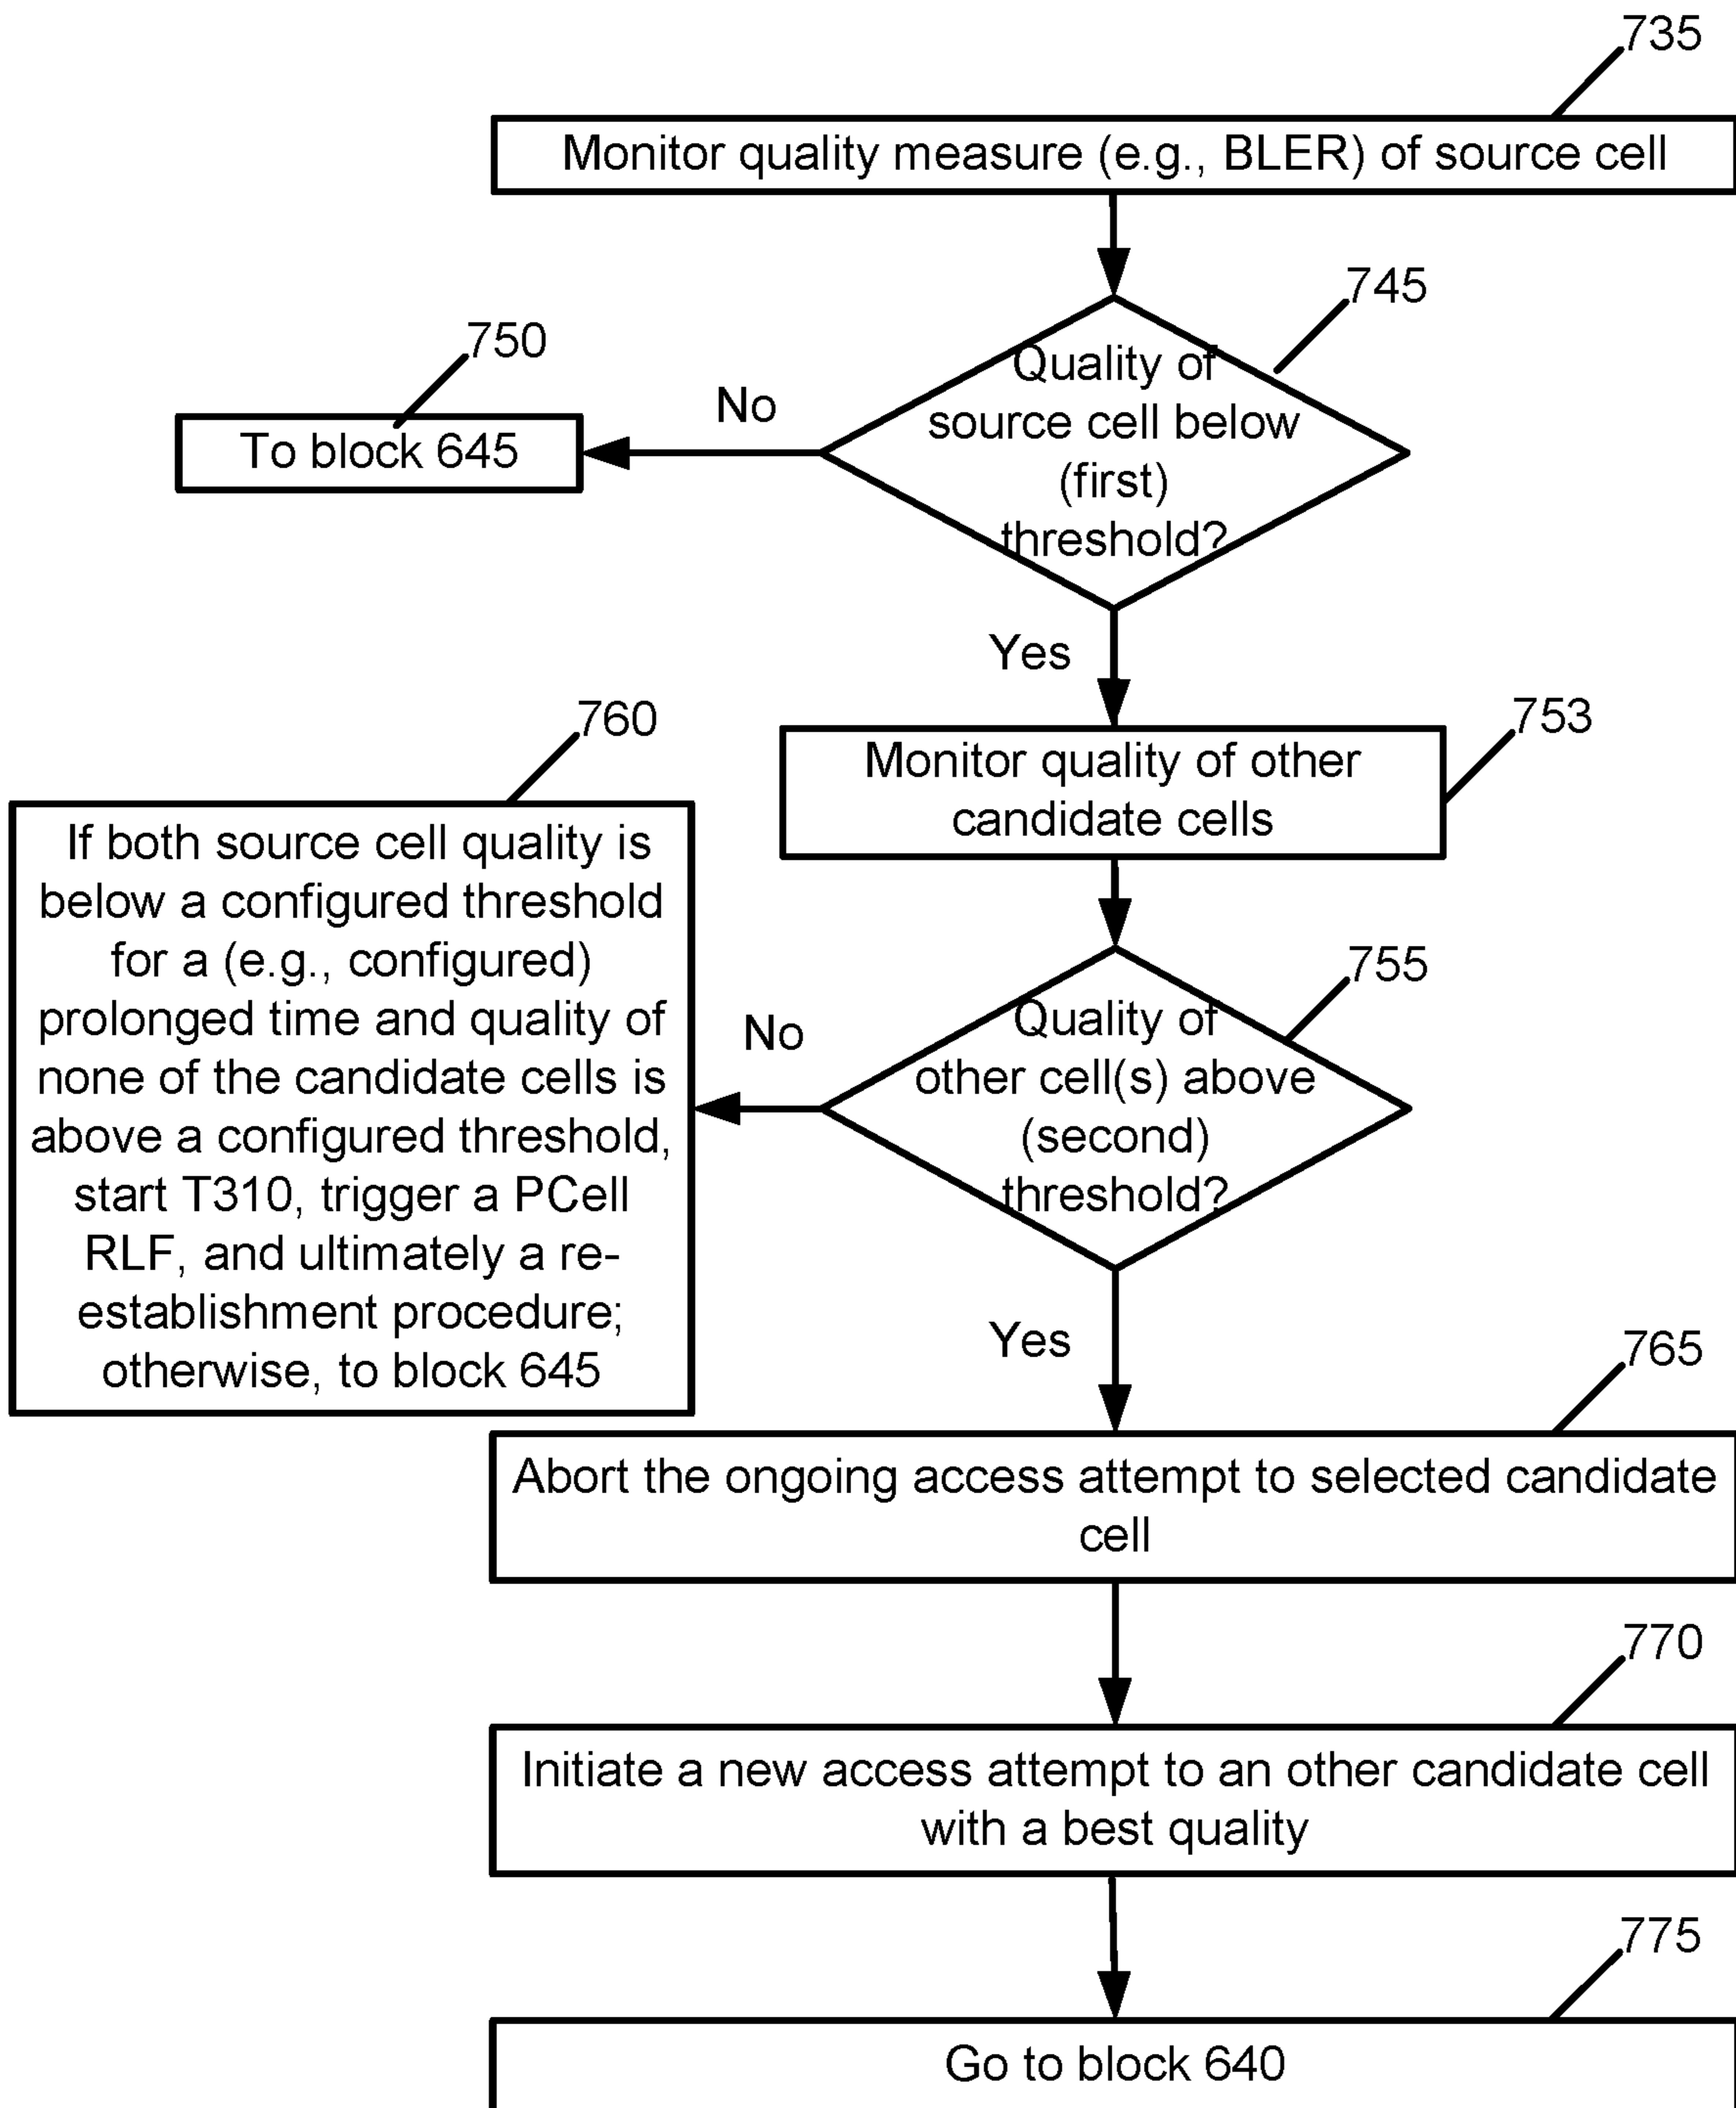 735
Monitor quality measure (e.g., BLER) of source cell
745
Quality of
source cell below
(first)
threshold?
750
No
To block 645
Yes
753
Monitor quality of other
candidate cells
760
If both source cell quality is
below a configured threshold
for a (e.g., configured)
prolonged time and quality of
none of the candidate cells is
above a configured threshold,
start T310, trigger a PCell
RLF, and ultimately a re-
establishment procedure;
otherwise, to block 645
755
Quality of
other cell(s) above
(second)
threshold?
No
Yes
765
Abort the ongoing access attempt to selected candidate
cell
770
Initiate a new access attempt to an other candidate cell
with a best quality
775
Go to block 640